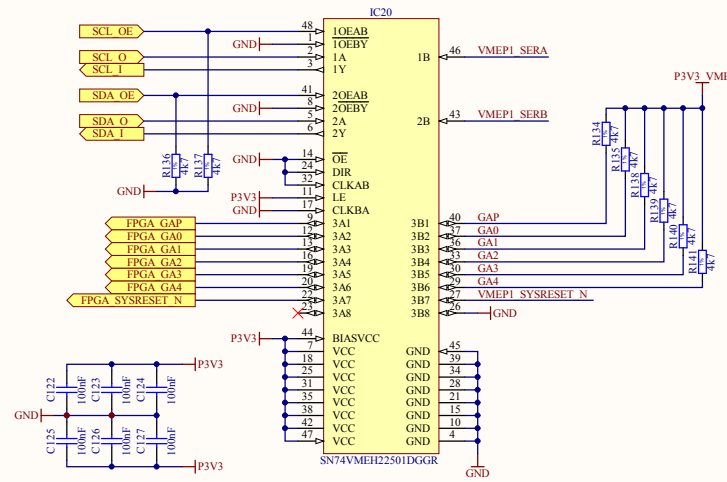 IC20
SCL_OE
48
1OEAB
GND
1
1OEBY
SCL_O
2
1A
1B
46
VMEP1_SERA
SCL_I
3
1Y
P3V3_VME
SDA_OE
41
2OEAB
GND
8
2OEBY
SDA_O
5
2A
2B
43
VMEP1_SERB
SDA_I
6
2Y
R134
1%
4k7
R135
1%
4k7
R138
1%
4k7
R139
1%
4k7
R140
1%
4k7
R141
1%
4k7
R136
1%
4k7
R137
1%
4k7
GND
GND
14
OE
24
DIR
32
CLKAB
P3V3
11
LE
GND
17
CLKBA
FPGA_GAP
9
3A1
3B1
40
GAP
FPGA_GA0
12
3A2
3B2
37
GA0
FPGA_GA1
13
3A3
3B3
36
GA1
FPGA_GA2
16
3A4
3B4
33
GA2
FPGA_GA3
19
3A5
3B5
30
GA3
FPGA_GA4
20
3A6
3B6
29
GA4
FPGA_SYSRESET_N
22
3A7
3B7
27
VMEP1_SYSRESET_N
23
3A8
3B8
26
GND
P3V3
44
BIASVCC
7
VCC
GND
45
18
VCC
GND
39
25
VCC
GND
34
31
VCC
GND
28
35
VCC
GND
21
38
VCC
GND
15
42
VCC
GND
10
47
VCC
GND
4
SN74VMEH22501DGGR
GND
P3V3
C122
100nF
C123
100nF
C124
100nF
GND
C125
100nF
C126
100nF
C127
100nF
P3V3